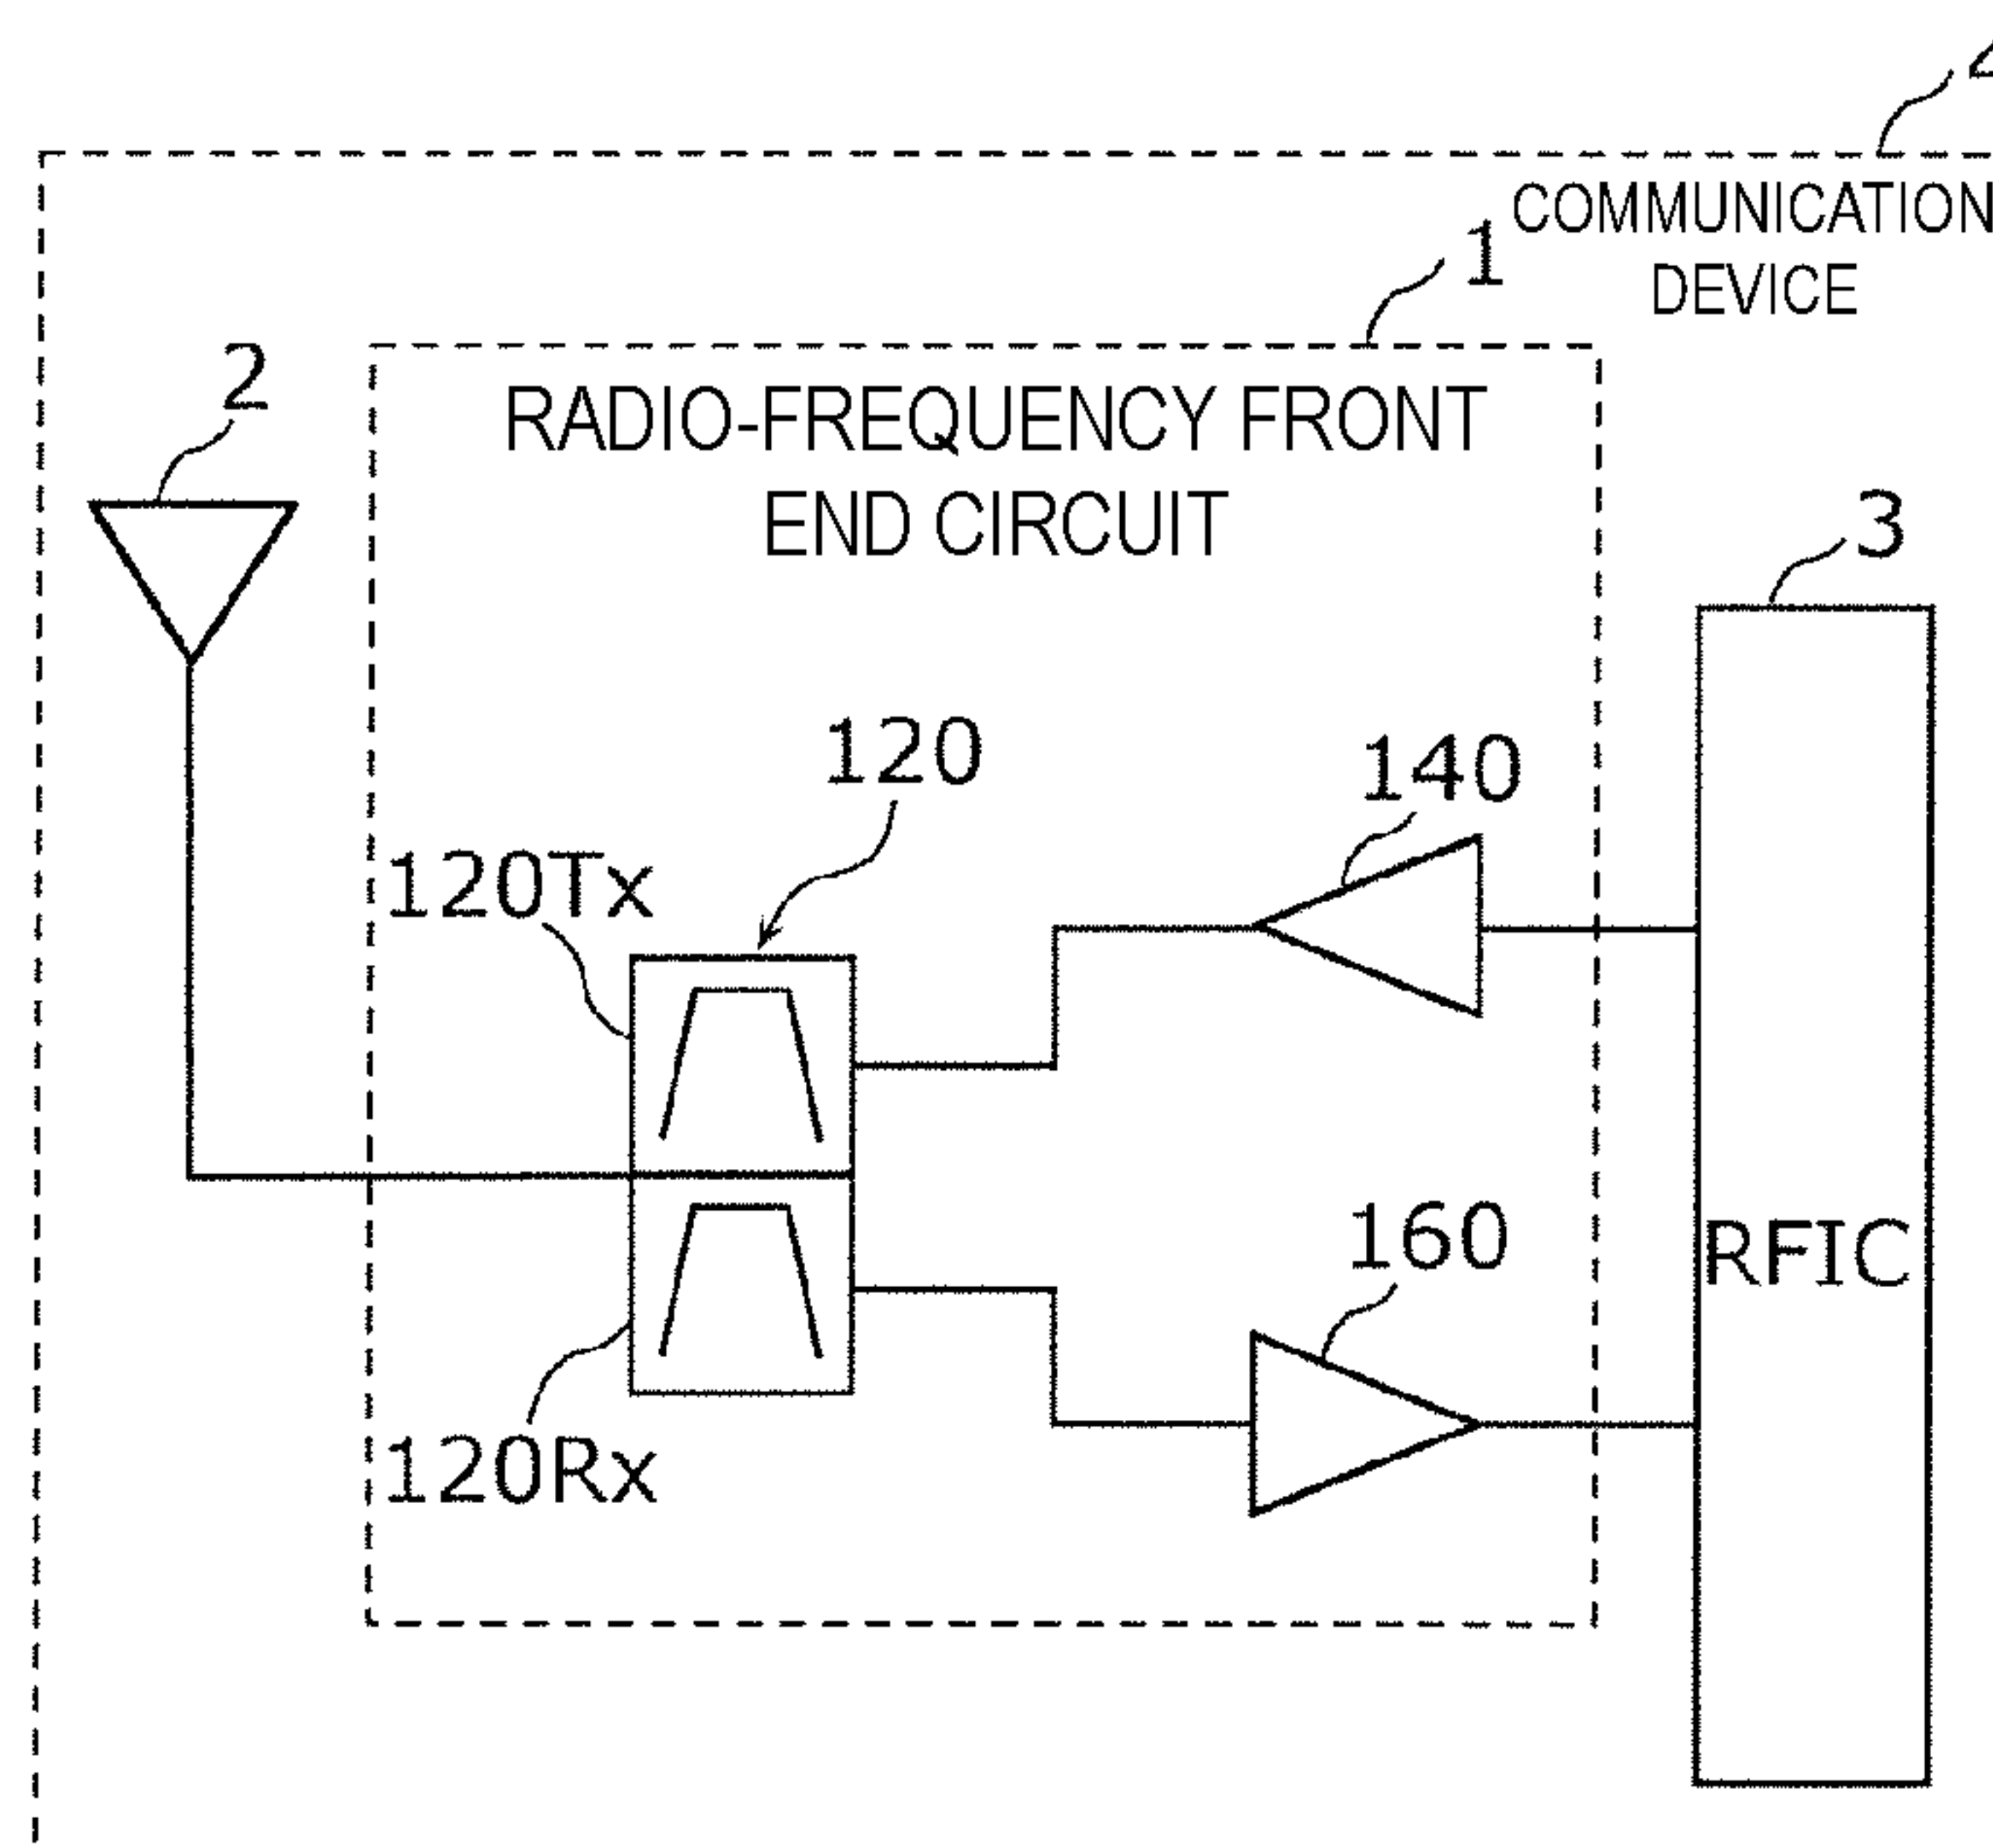 COMMUNICATION
DEVICE
1
RADIO-FREQUENCY FRONT
END CIRCUIT
2
3
120
140
120Tx
160
RFIC
120Rx